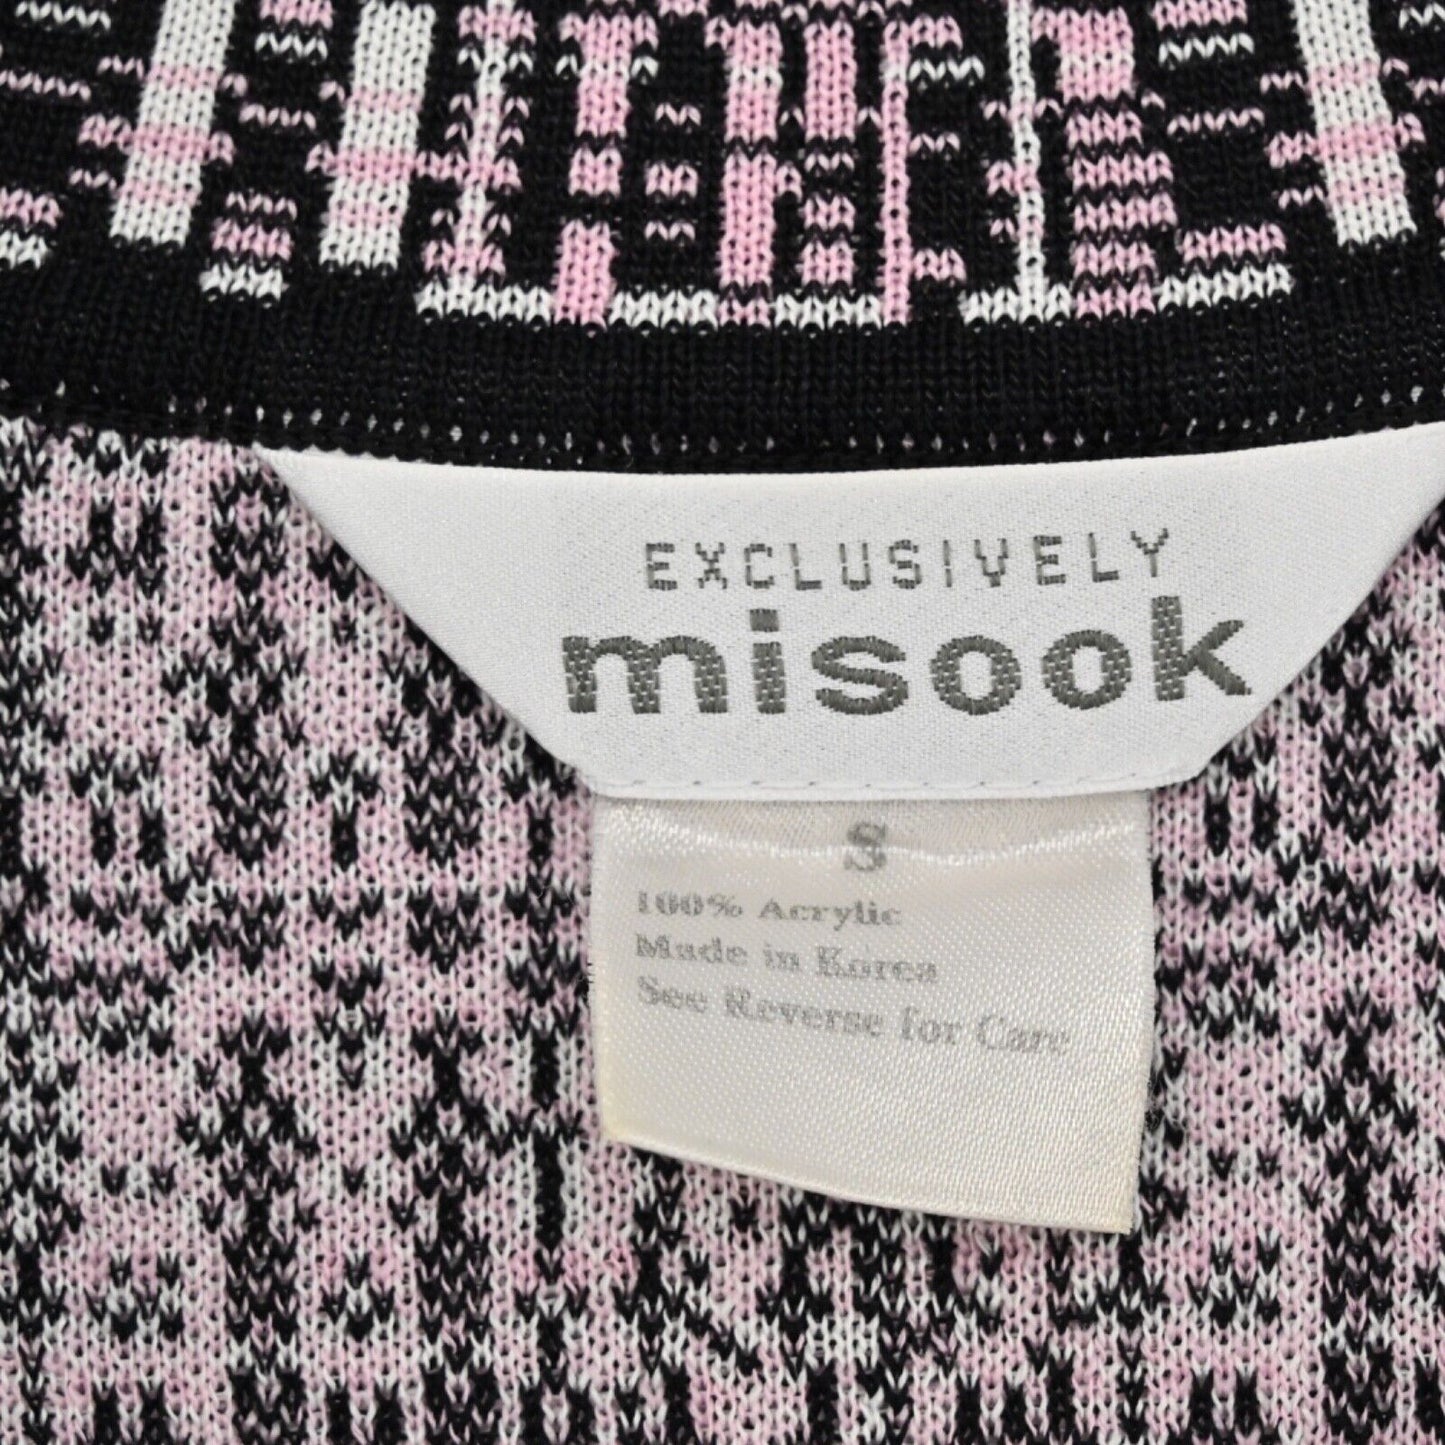 EXCLUSIVELY
misook
S
100% Acrylic
Made in Korea
See Reverse for Care